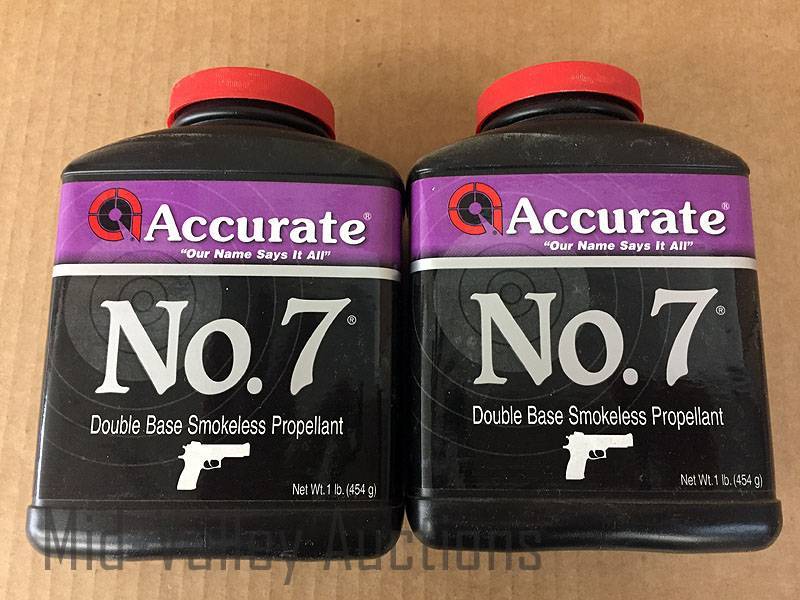 Accurate®
"Our Name Says It All"
No.7®
Double Base Smokeless Propellant
Net Wt. 1 lb. (454 g)
Accurate®
"Our Name Says It All"
No.7®
Double Base Smokeless Propellant
Net Wt. 1 lb. (454 g)
Mid-Valley Auctions